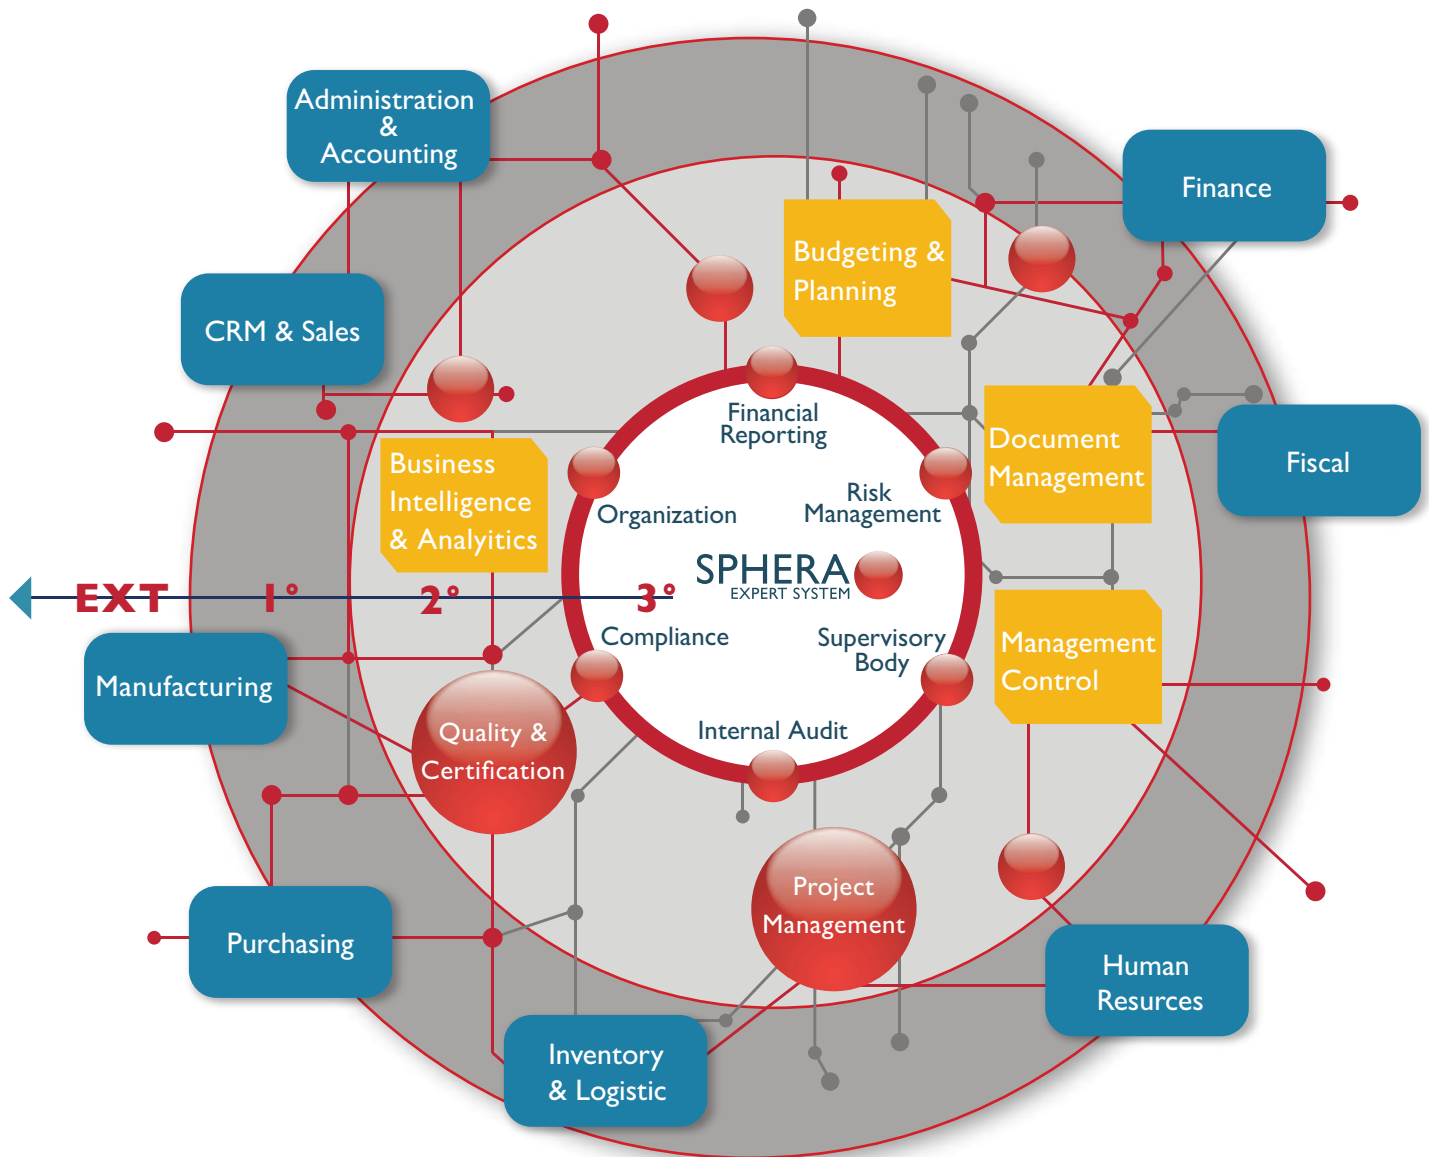 Administration
&
Accounting
Finance
Budgeting &
Planning
CRM & Sales
Financial
Reporting
Document
Management
Fiscal
Business
Intelligence
& Analyitics
Risk
Management
Organization
SPHERA
EXPERT SYSTEM
EXT 1° 2° 3°
Compliance
Supervisory
Body
Management
Control
Manufacturing
Quality &
Certification
Internal Audit
Project
Management
Purchasing
Human
Resurces
Inventory
& Logistic